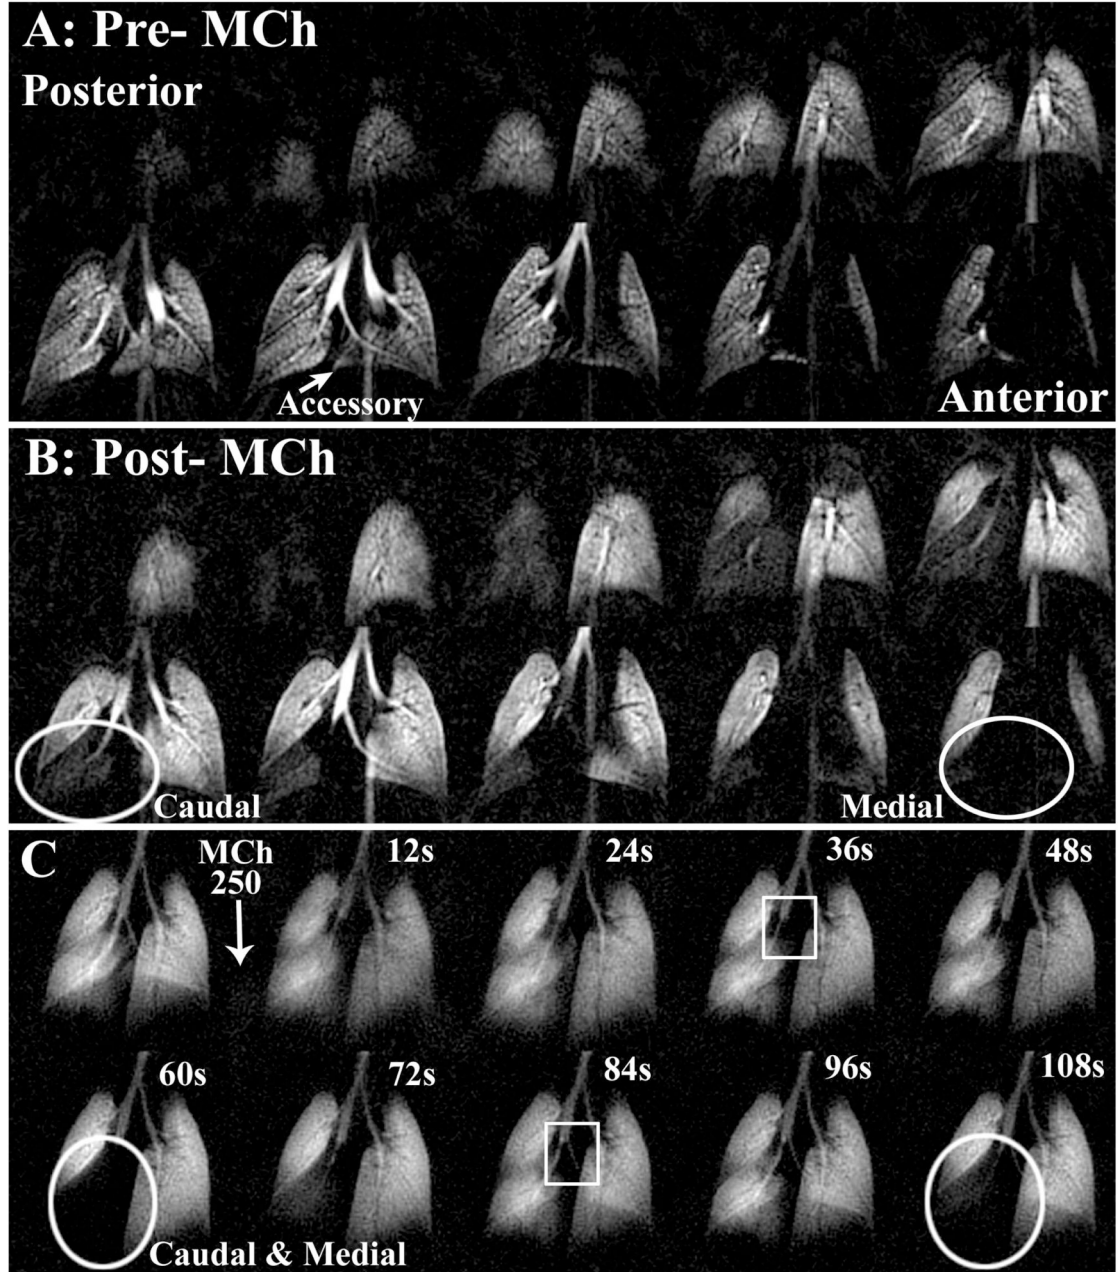 A: Pre- MCh
Posterior
Accessory
Anterior
B: Post- MCh
Caudal
Medial
C
MCh
250
12s
24s
36s
48s
60s
72s
84s
96s
108s
Caudal & Medial